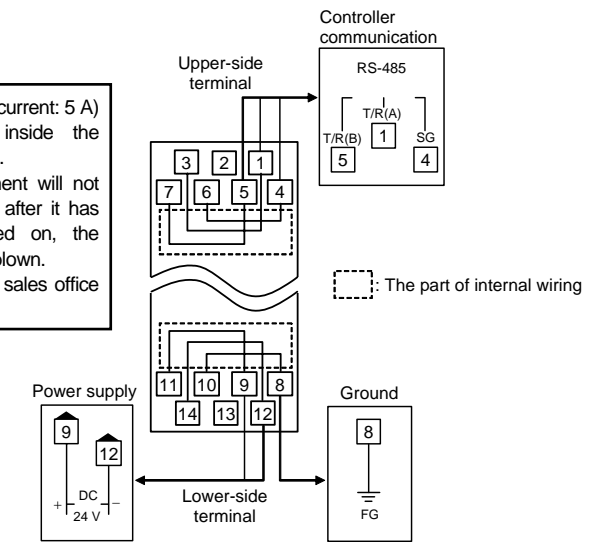 Controller
communication
RS-485
T/R(A)
T/R(B)
1
SG
5
4
Upper-side
terminal
current: 5 A)
inside the
.
ment will not
after it has
ed on, the
blown.
sales office
3 2 1
7 6 5 4
: The part of internal wiring
11 10 9 8
14 13 12
Power supply
9
12
+ DC −
24 V
Lower-side
terminal
Ground
8
FG